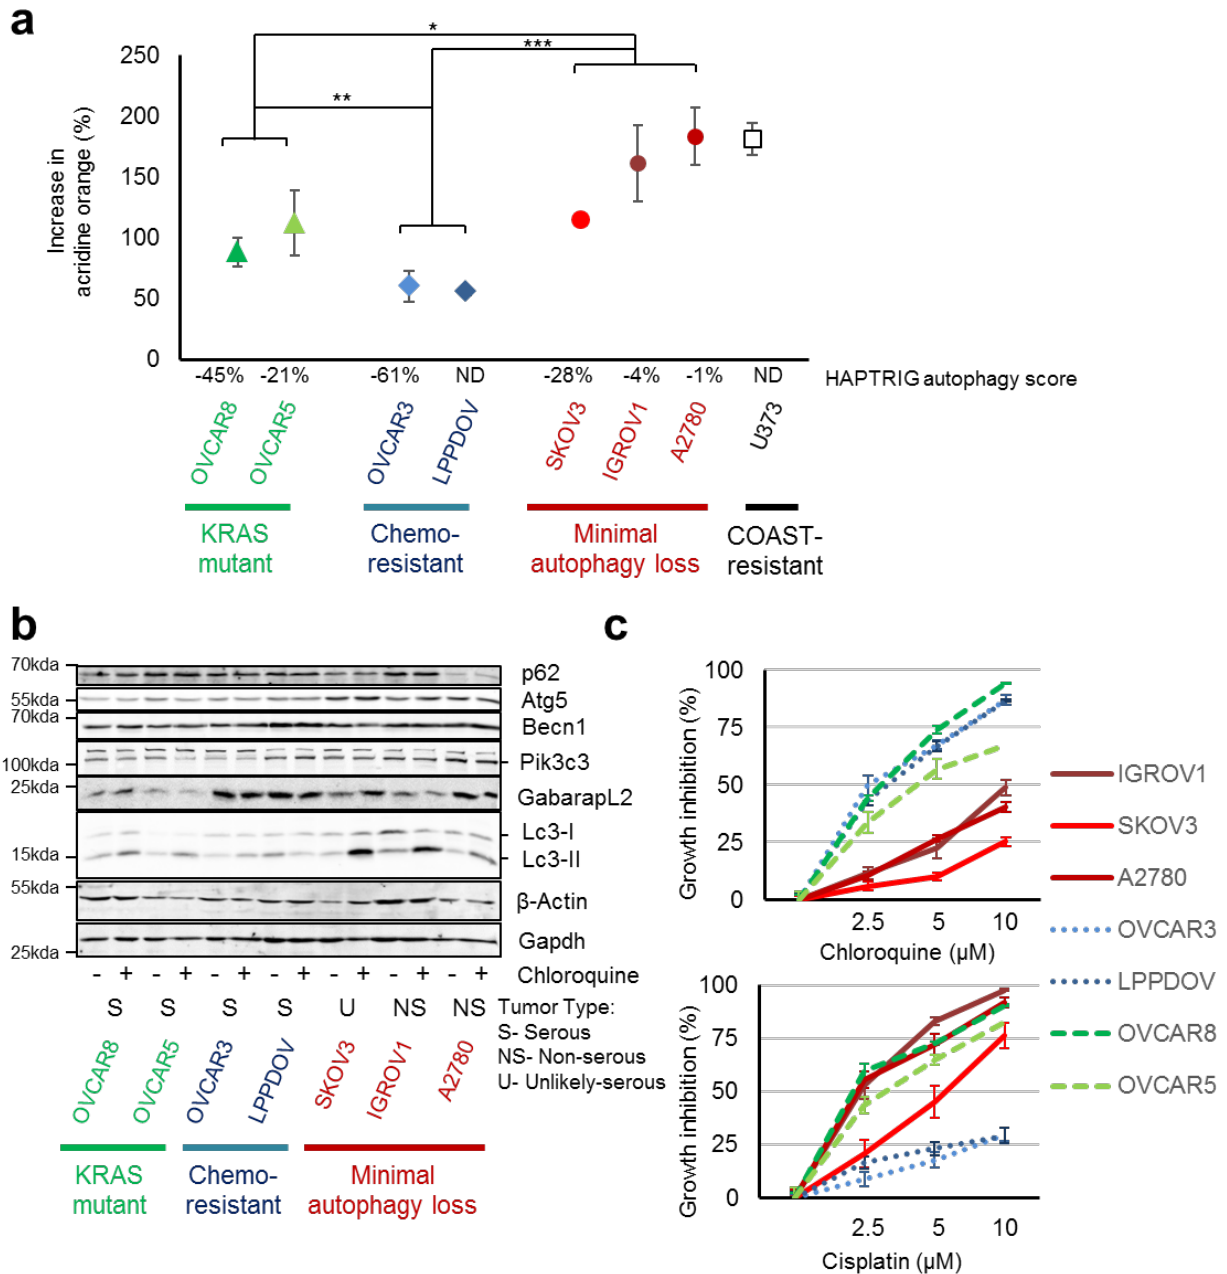 a
*
***
**
250
200
150
100
50
0
Increase in
acridine orange (%)
-45% -21% -61% ND -28% -4% -1% ND HAPTRIG autophagy score
OVCAR8 OVCAR5 OVCAR3 LPPDOV SKOV3 IGROV1 A2780 U373
KRAS
mutant
Chemo-
resistant
Minimal
autophagy loss
COAST-
resistant
b
70kda p62
55kda Atg5
70kda Becn1
100kda Pik3c3
25kda GabarapL2
Lc3-I
15kda Lc3-II
55kda β-Actin
25kda Gapdh
- + - + - + - + - + - + - + Chloroquine
S S S S U NS NS Tumor Type:
S- Serous
NS- Non-serous
U- Unlikely-serous
OVCAR8 OVCAR5 OVCAR3 LPPDOV SKOV3 IGROV1 A2780
KRAS
mutant
Chemo-
resistant
Minimal
autophagy loss
c
100
75
50
25
0
Growth inhibition (%)
2.5 5 10
Chloroquine (µM)
100
75
50
25
0
Growth inhibition (%)
2.5 5 10
Cisplatin (µM)
IGROV1
SKOV3
A2780
OVCAR3
LPPDOV
OVCAR8
OVCAR5